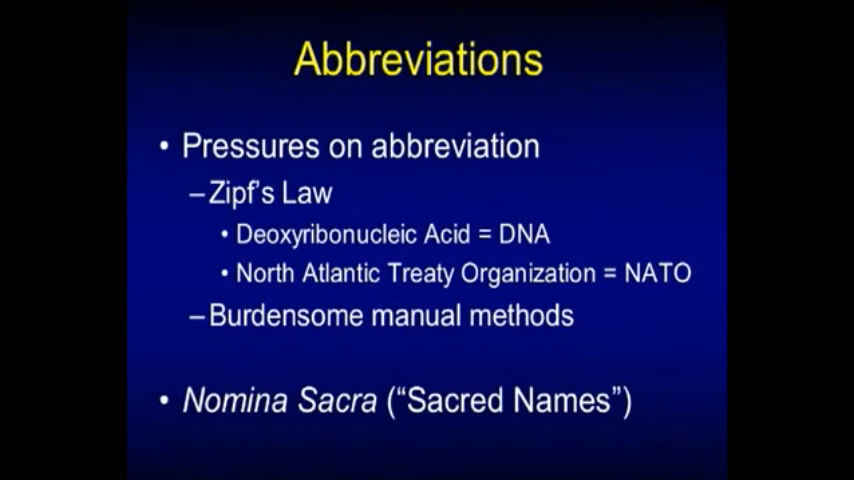 Abbreviations
• Pressures on abbreviation
–Zipf's Law
• Deoxyribonucleic Acid = DNA
• North Atlantic Treaty Organization = NATO
–Burdensome manual methods
• Nomina Sacra (“Sacred Names”)